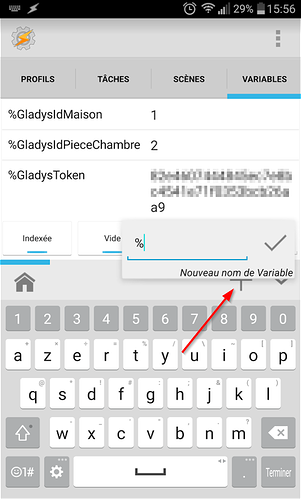 29% 15:56
PROFILS TÂCHES SCÈNES VARIABLES
%GladysIdMaison 1
%GladysIdPieceChambre 2
%GladysToken
a9
Indexée Vide
%
Nouveau nom de Variable
1 2 3 4 5 6 7 8 9 0
a z e r t y u i o p
q s d f g h j k l
w x c v b n m
☺1# . Terminer